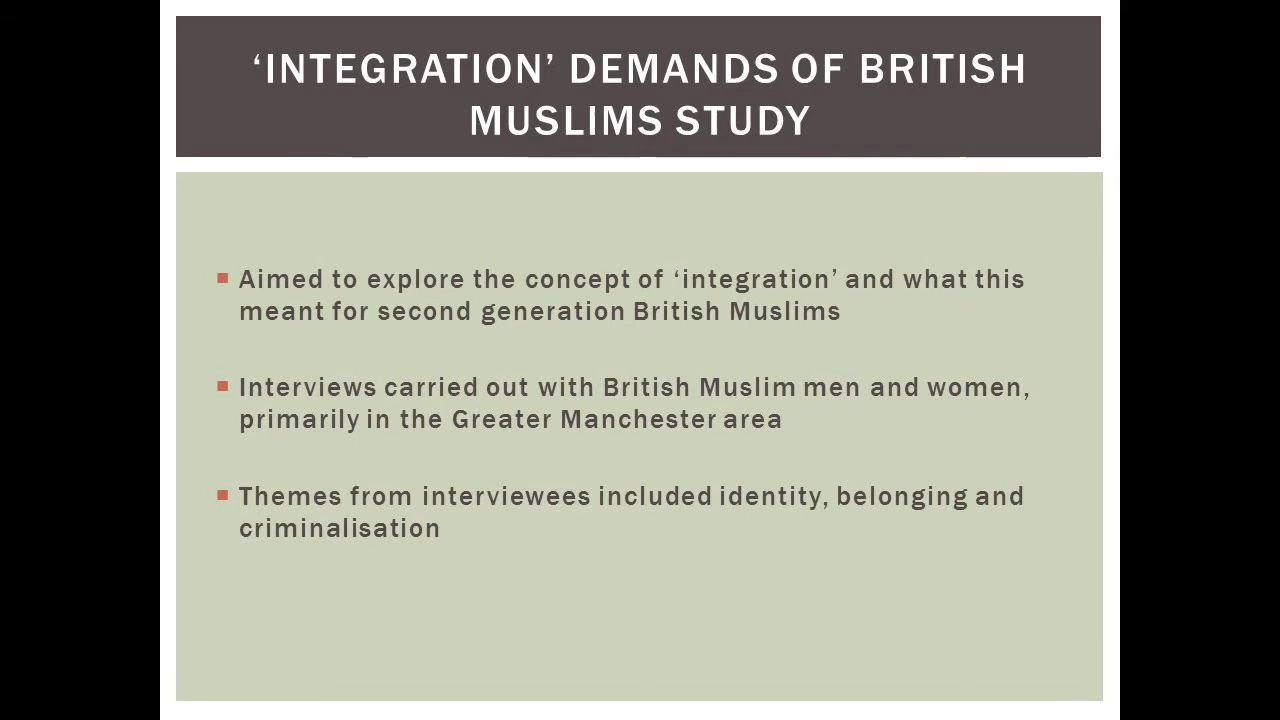 ‘INTEGRATION’ DEMANDS OF BRITISH
MUSLIMS STUDY
Aimed to explore the concept of ‘integration’ and what this
meant for second generation British Muslims
Interviews carried out with British Muslim men and women,
primarily in the Greater Manchester area
Themes from interviewees included identity, belonging and
criminalisation